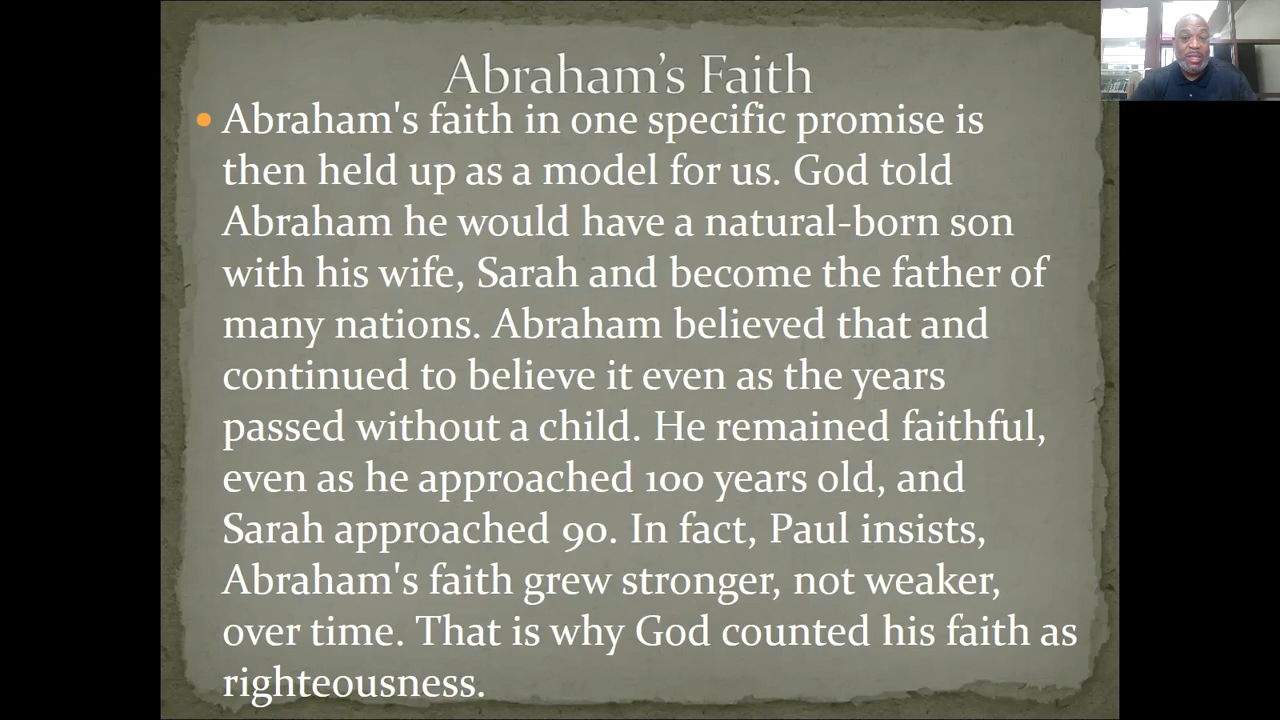 Abraham’s Faith
• Abraham's faith in one specific promise is
then held up as a model for us. God told
Abraham he would have a natural-born son
with his wife, Sarah and become the father of
many nations. Abraham believed that and
continued to believe it even as the years
passed without a child. He remained faithful,
even as he approached 100 years old, and
Sarah approached 90. In fact, Paul insists,
Abraham's faith grew stronger, not weaker,
over time. That is why God counted his faith as
righteousness.